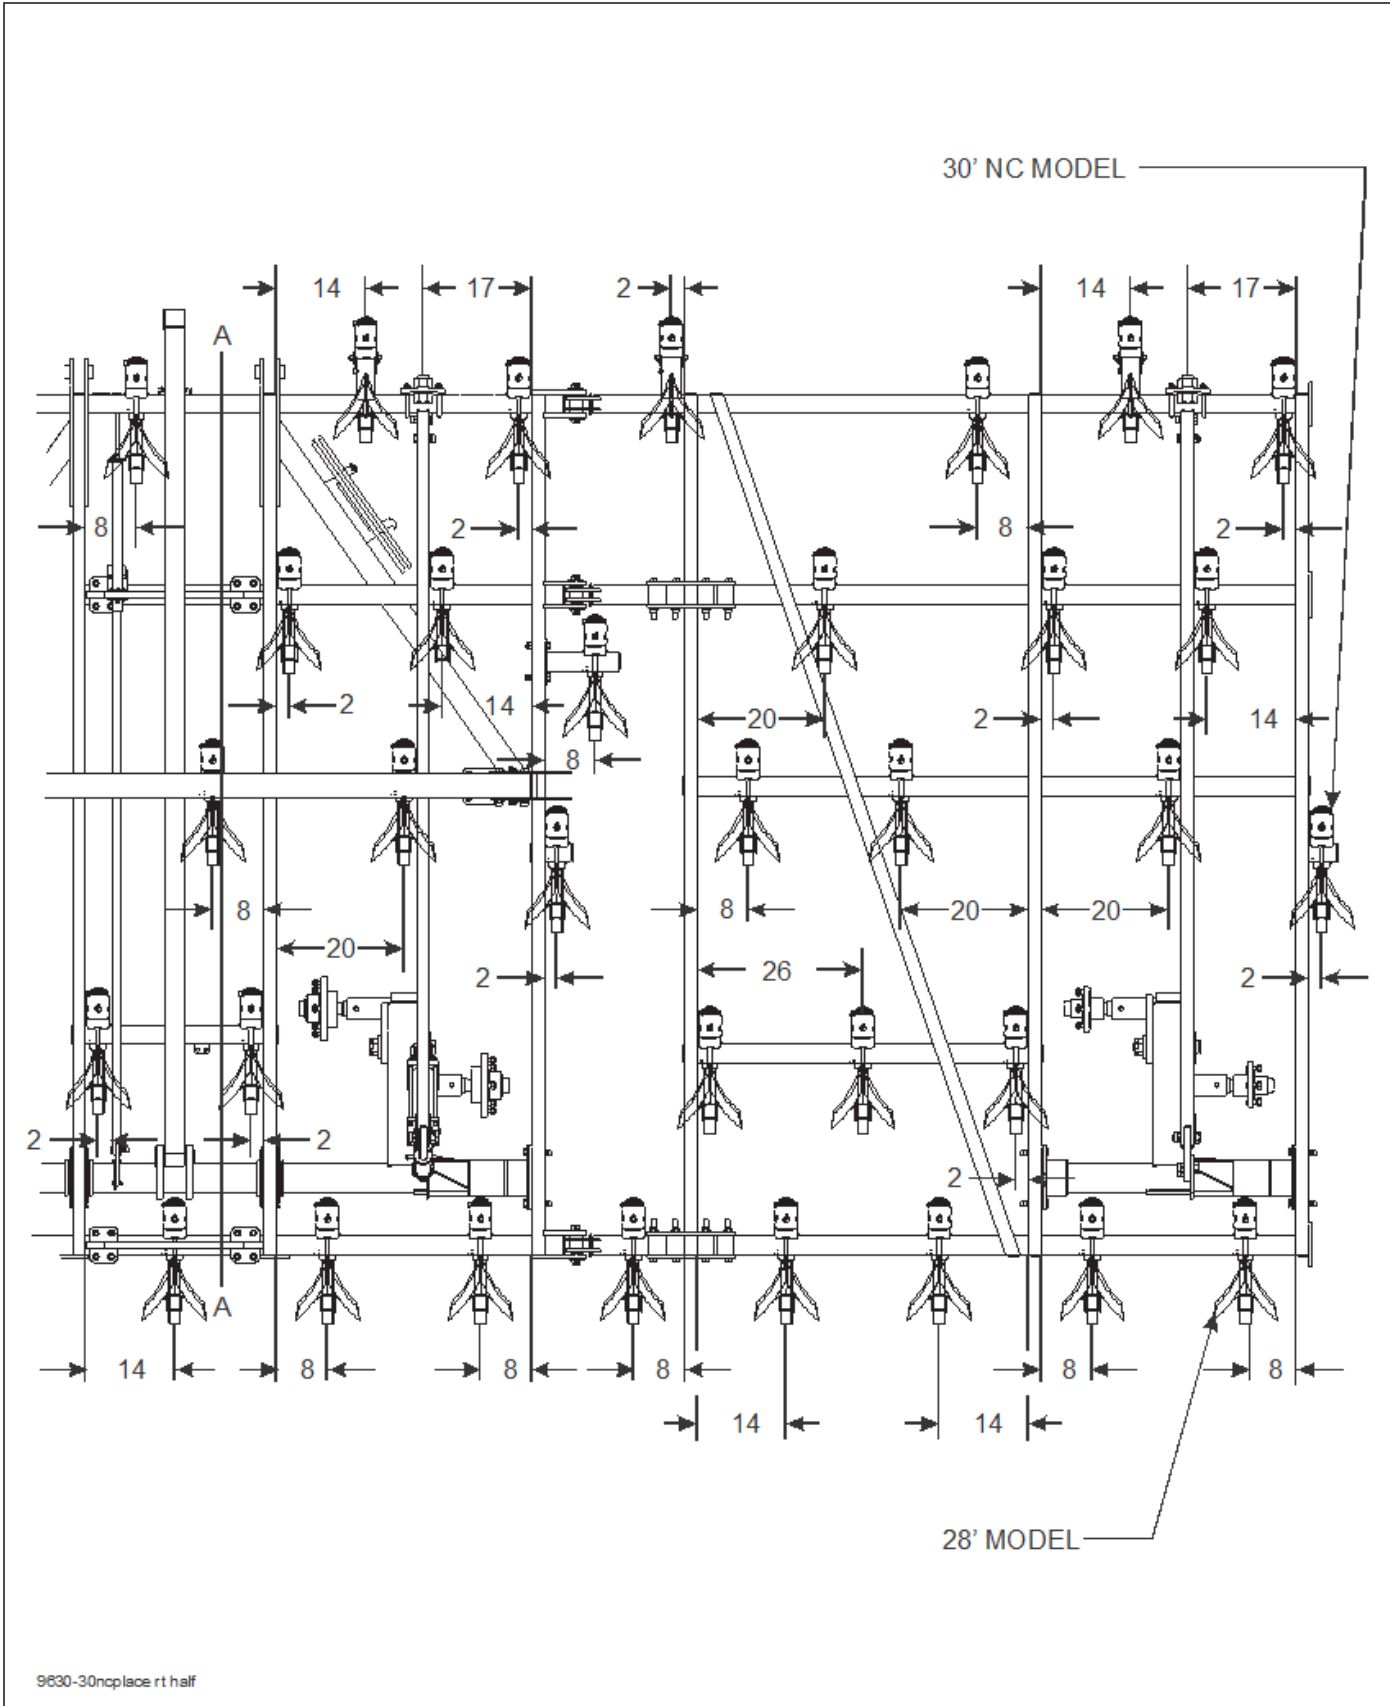 30' NC MODEL
14 17 2 14 17
A
8 2 8 2
2 14 20 2 14
8
8 20 8 20 20
2 26 2
2 2
2
A
14 8 8 8 8 8
14 14
28' MODEL
9630-30ncplace rt half